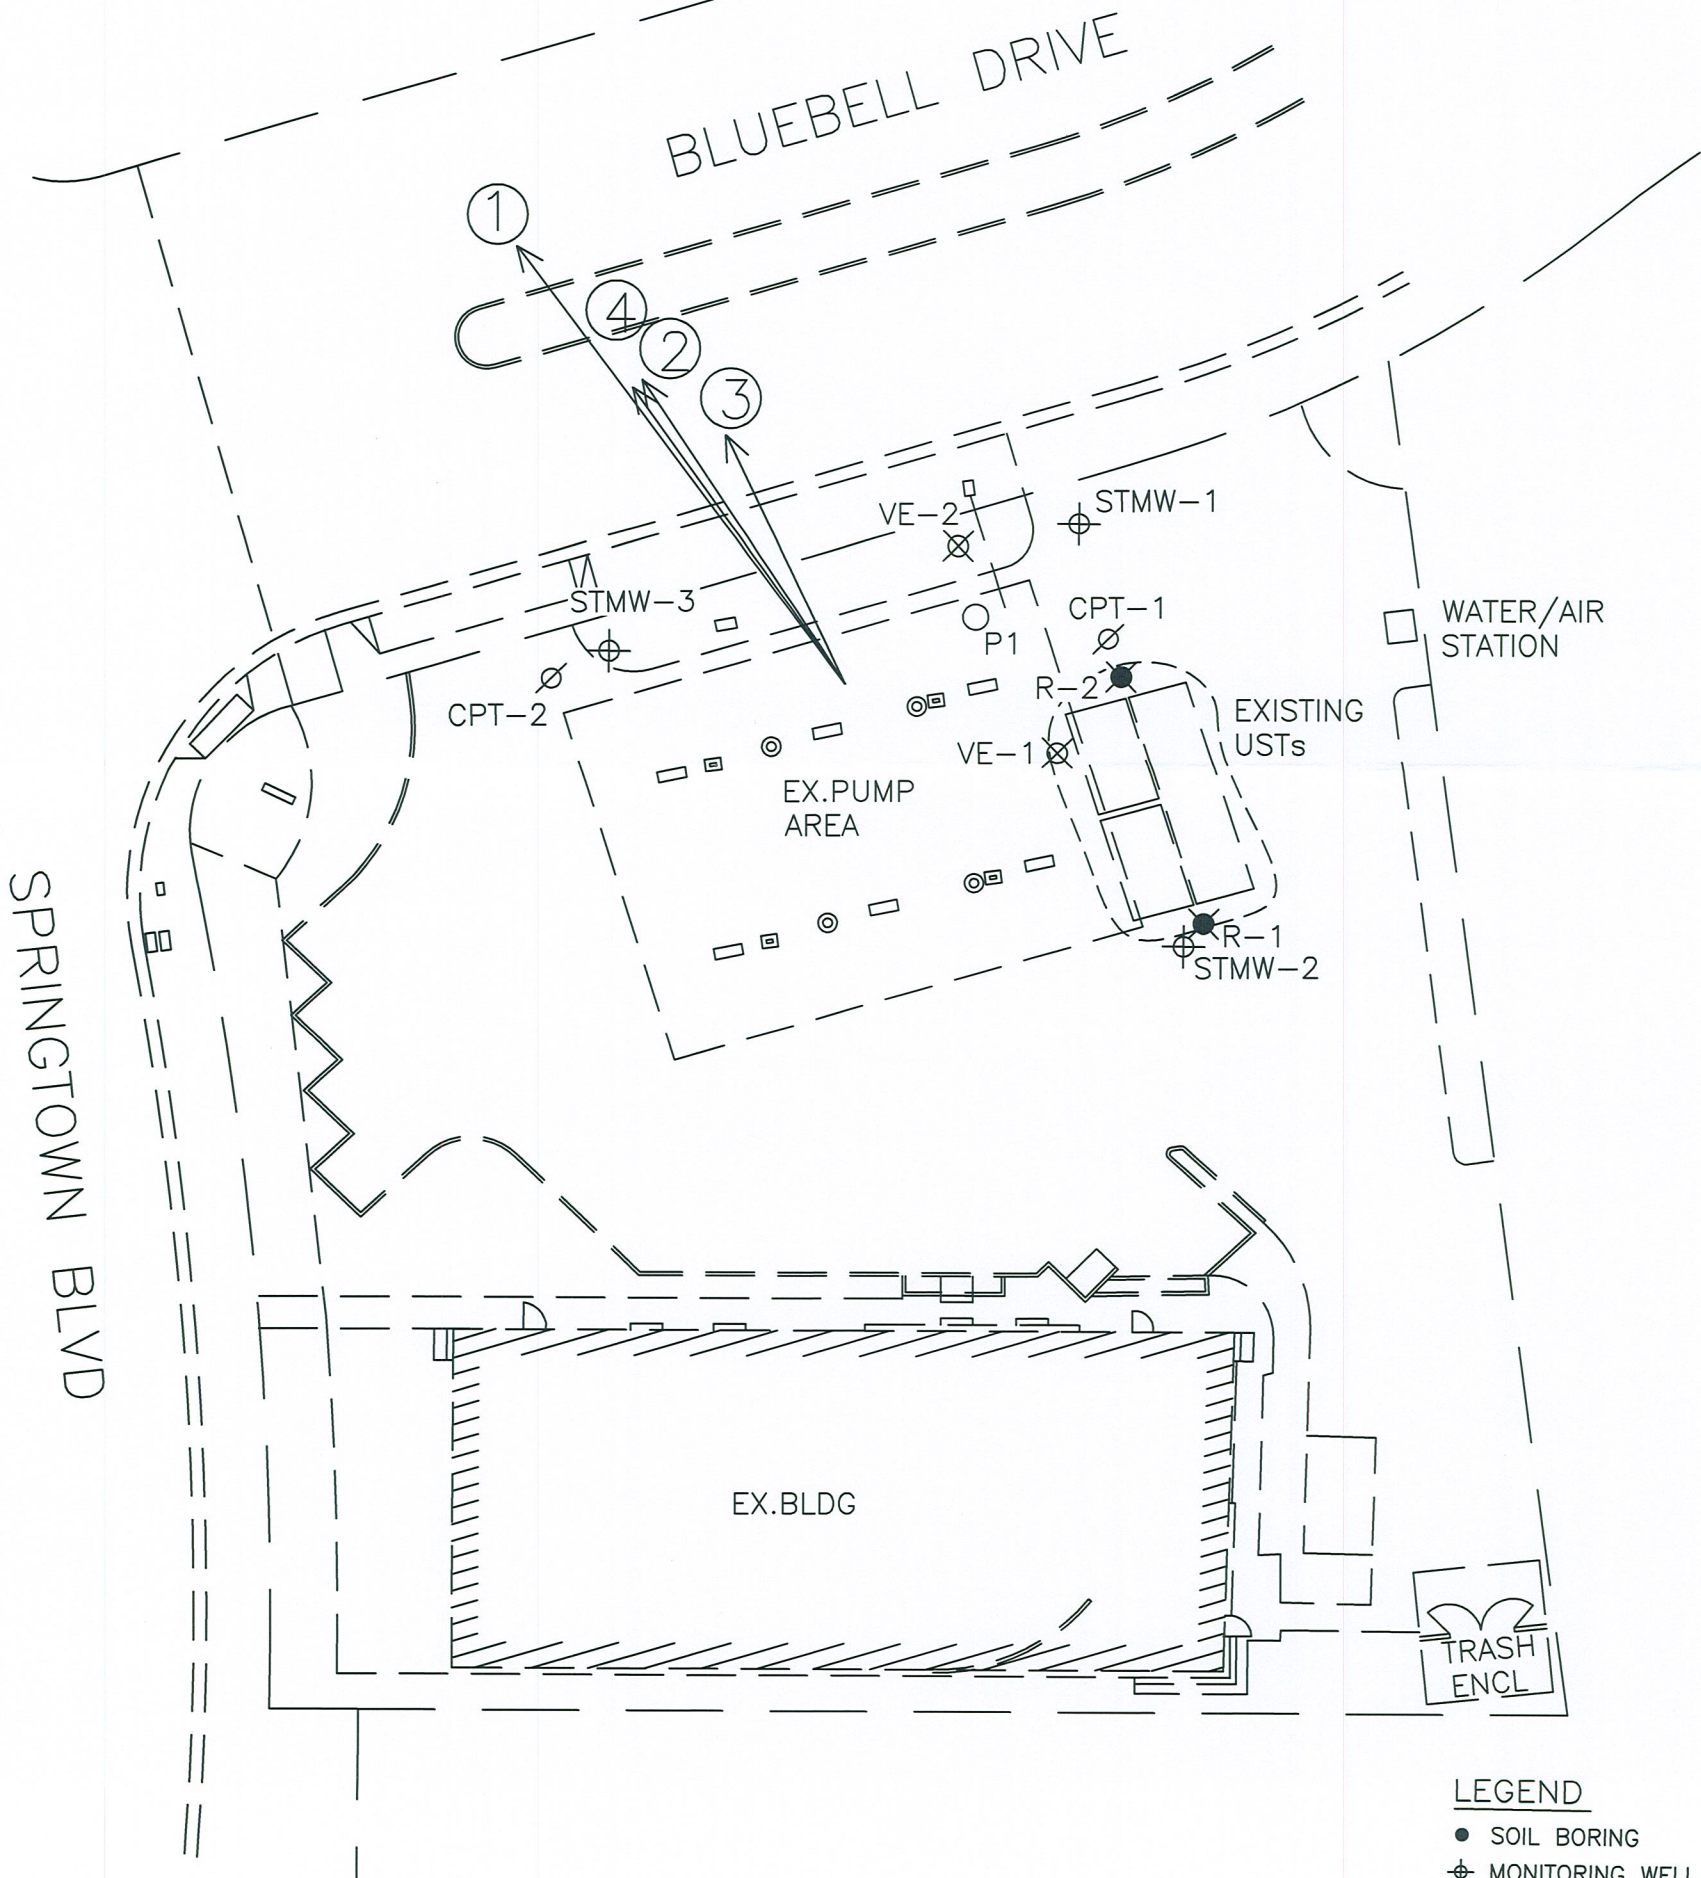 BLUEBELL DRIVE
1
4
2
3
VE-2
STMW-1
STMW-3
CPT-1
P1
WATER/AIR
STATION
CPT-2
R-2
EXISTING
USTs
VE-1
EX.PUMP
AREA
R-1
STMW-2
SPRINGTOWN BLVD
EX.BLDG
TRASH
ENCL
LEGEND
SOIL BORING
MONITORING WELL